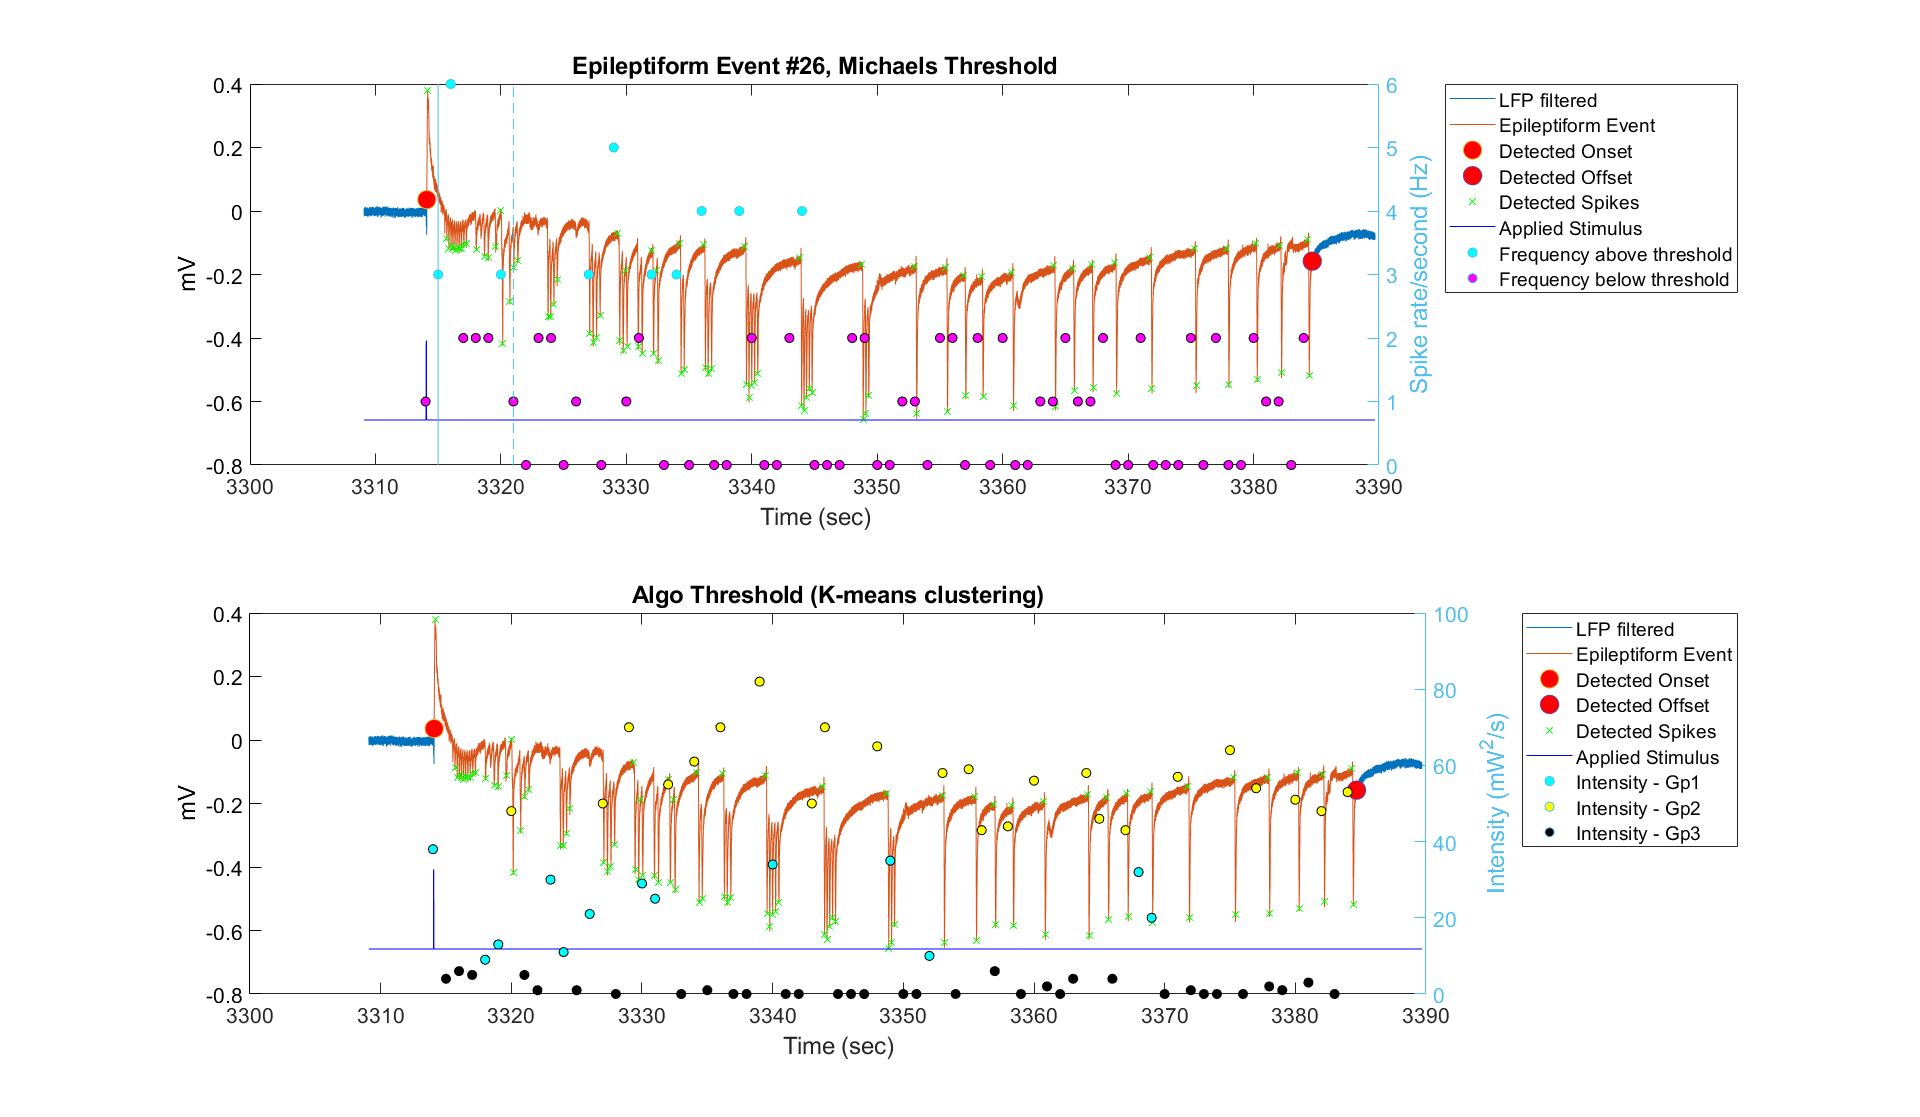 Epileptiform Event #26, Michaels Threshold
0.4
0.2
0
-0.2
-0.4
-0.6
-0.8
mV
3300
3310
3320
3330
3340
3350
3360
3370
3380
3390
Time (sec)
6
5
4
3
2
1
0
Spike rate/second (Hz)
LFP filtered
Epileptiform Event
Detected Onset
Detected Offset
Detected Spikes
Applied Stimulus
Frequency above threshold
Frequency below threshold
Algo Threshold (K-means clustering)
0.4
0.2
0
-0.2
-0.4
-0.6
-0.8
mV
3300
3310
3320
3330
3340
3350
3360
3370
3380
3390
Time (sec)
100
80
60
40
20
0
Intensity (mW²/s)
LFP filtered
Epileptiform Event
Detected Onset
Detected Offset
Detected Spikes
Applied Stimulus
Intensity - Gp1
Intensity - Gp2
Intensity - Gp3